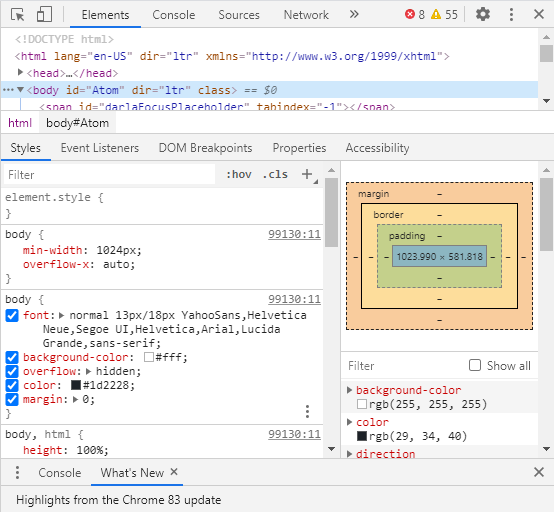 Elements Console Sources Network » 8 55
<!DOCTYPE html>
<html lang="en-US" dir="ltr" xmlns="http://www.w3.org/1999/xhtml">
<head>…</head>
<body id="Atom" dir="ltr" class> == $0
<span id="darlaFocusPlaceholder" tabindex="-1"></span>
html body#Atom
Styles Event Listeners DOM Breakpoints Properties Accessibility
Filter :hov .cls +
element.style {
}
body { 99130:11
min-width: 1024px;
overflow-x: auto;
}
body { 99130:11
font: normal 13px/18px YahooSans,Helvetica
Neue,Segoe UI,Helvetica,Arial,Lucida
Grande,sans-serif;
background-color: #fff;
overflow: hidden;
color: #1d2228;
margin: 0;
}
body, html { 99130:11
height: 100%;
margin –
border –
padding –
– – – 1023.990 × 581.818 – – –
–
–
–
Filter Show all
background-color
rgb(255, 255, 255)
color
rgb(29, 34, 40)
direction
Console What's New ×
Highlights from the Chrome 83 update